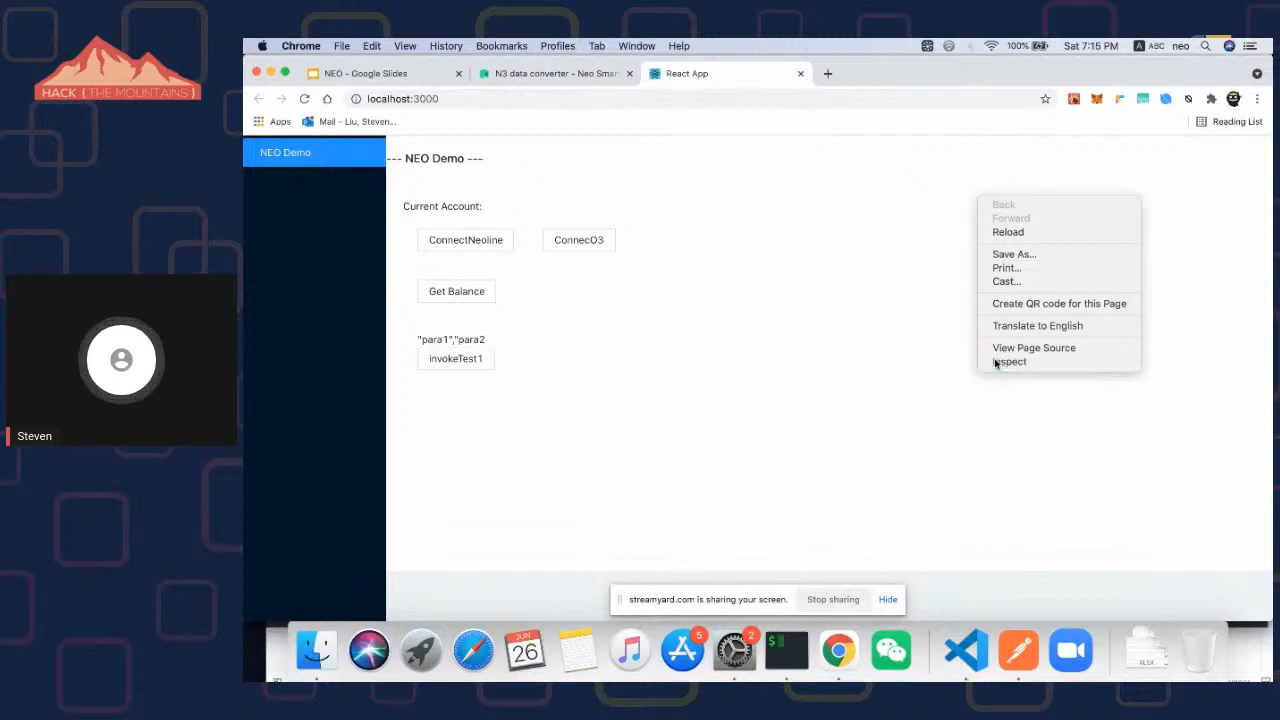 HACK {THE MOUNTAINS}
Chrome File Edit View History Bookmarks Profiles Tab Window Help 100% Sat 7:15 PM A ABC neo
NEO - Google Slides
N3 data converter - Neo Smar
React App
localhost:3000
Apps
Mail - Liu, Steven...
Reading List
NEO Demo
--- NEO Demo ---
Current Account:
ConnectNeoline
ConnecO3
Get Balance
"para1","para2
invokeTest1
Back
Forward
Reload
Save As...
Print...
Cast...
Create QR code for this Page
Translate to English
View Page Source
Inspect
Steven
streamyard.com is sharing your screen.
Stop sharing
Hide
JUN
26
5
2
$
XLSX